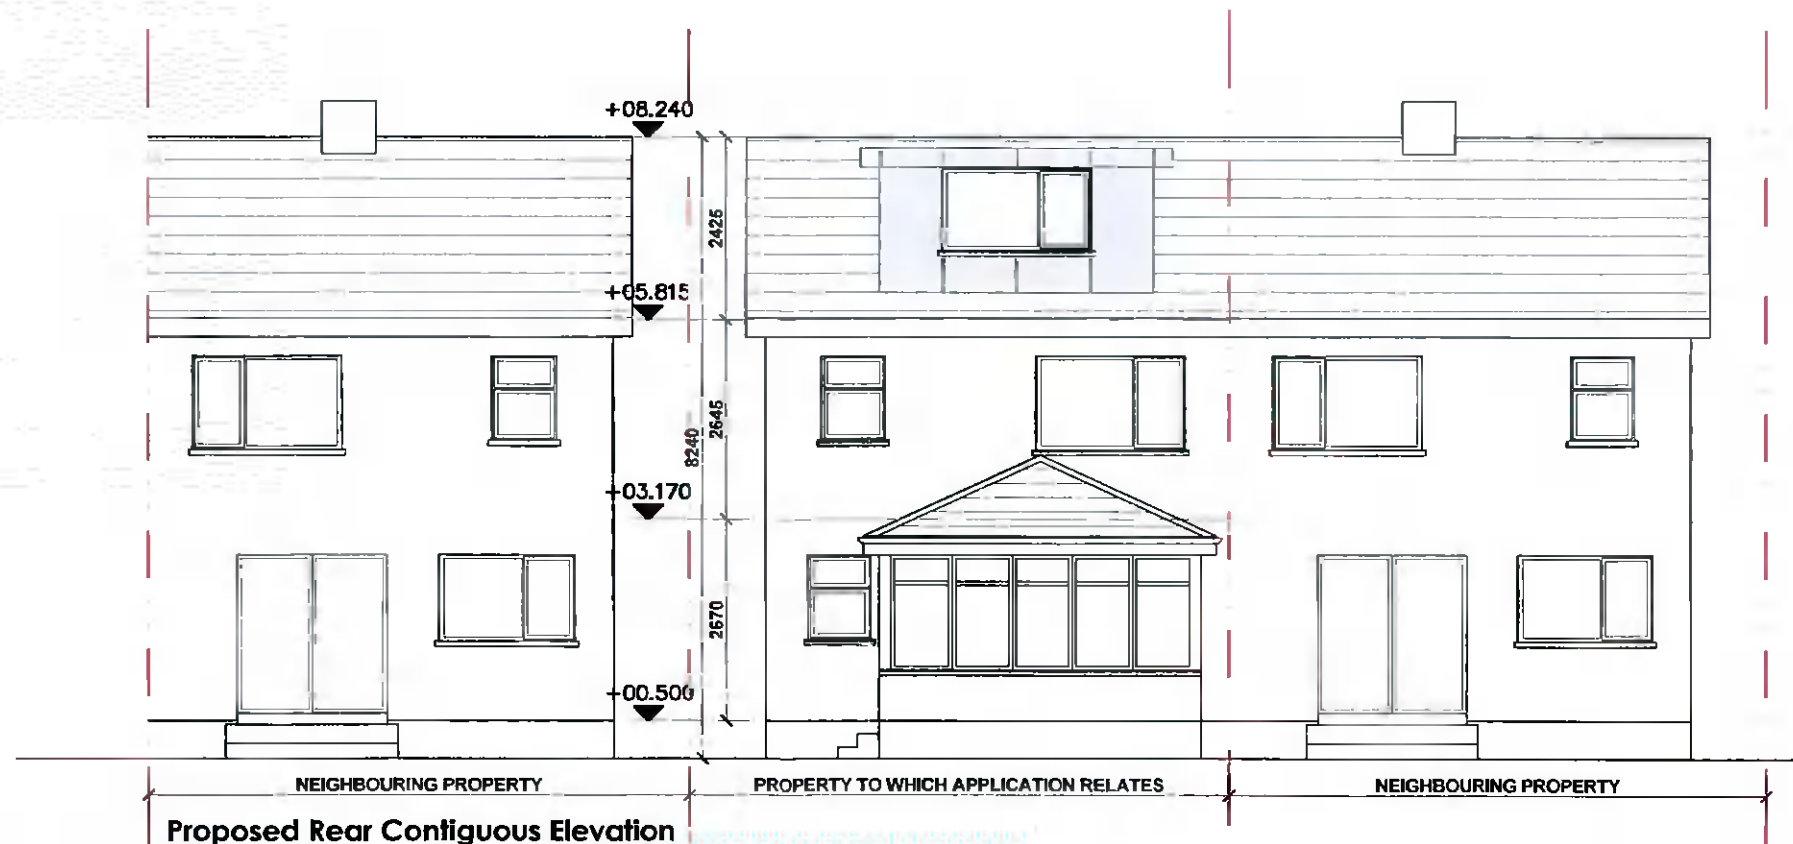 +08.240
2425
+05.815
2645
8240
+03.170
2670
+00.500
NEIGHBOURING PROPERTY
PROPERTY TO WHICH APPLICATION RELATES
NEIGHBOURING PROPERTY
Proposed Rear Contiguous Elevation